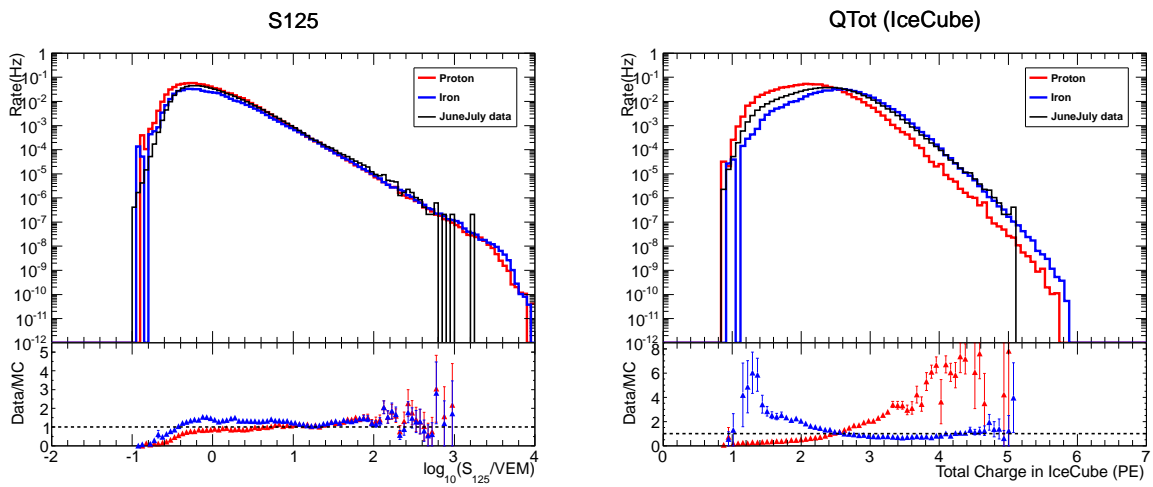 S125
Rate(Hz)
1
10-1
10-2
10-3
10-4
10-5
10-6
10-7
10-8
10-9
10-10
10-11
10-12
Proton
Iron
JuneJuly data
Data/MC
5
4
3
2
1
0
-2 -1 0 1 2 3 4
log10(S125/VEM)
QTot (IceCube)
Rate(Hz)
1
10-1
10-2
10-3
10-4
10-5
10-6
10-7
10-8
10-9
10-10
10-11
10-12
Proton
Iron
JuneJuly data
Data/MC
8
6
4
2
0
0 1 2 3 4 5 6 7
Total Charge in IceCube (PE)